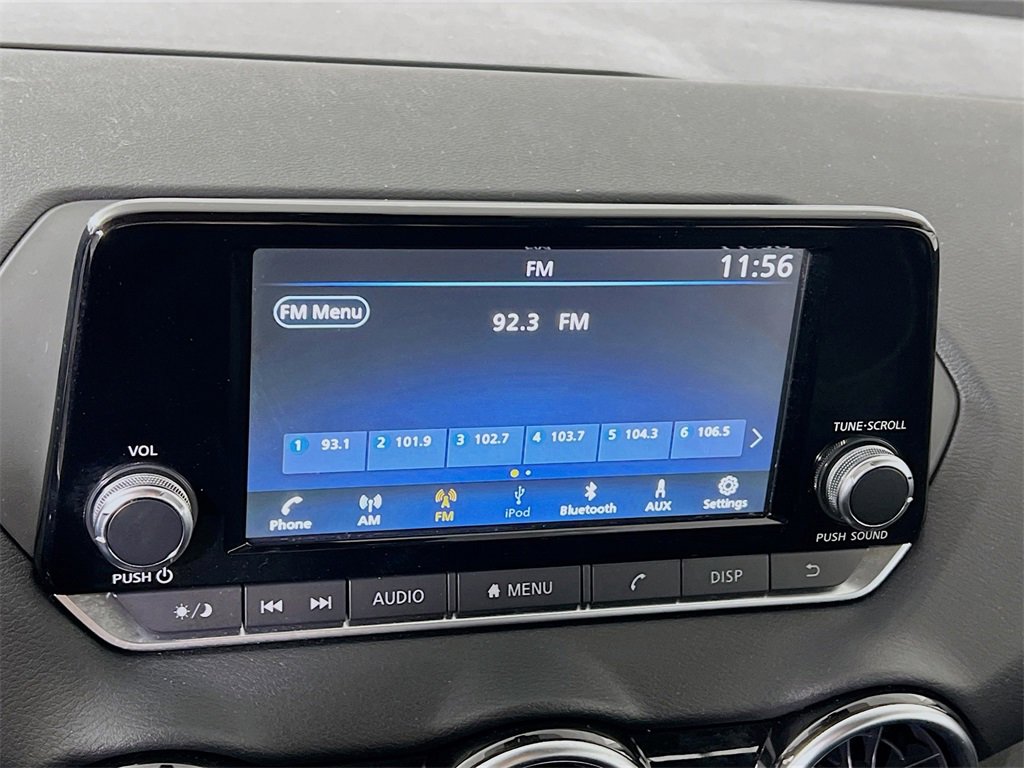 FM
11:56
FM Menu
92.3 FM
1 93.1
2 101.9
3 102.7
4 103.7
5 104.3
6 106.5
Phone
AM
FM
iPod
Bluetooth
AUX
Settings
VOL
PUSH
TUNE·SCROLL
PUSH SOUND
AUDIO
MENU
DISP